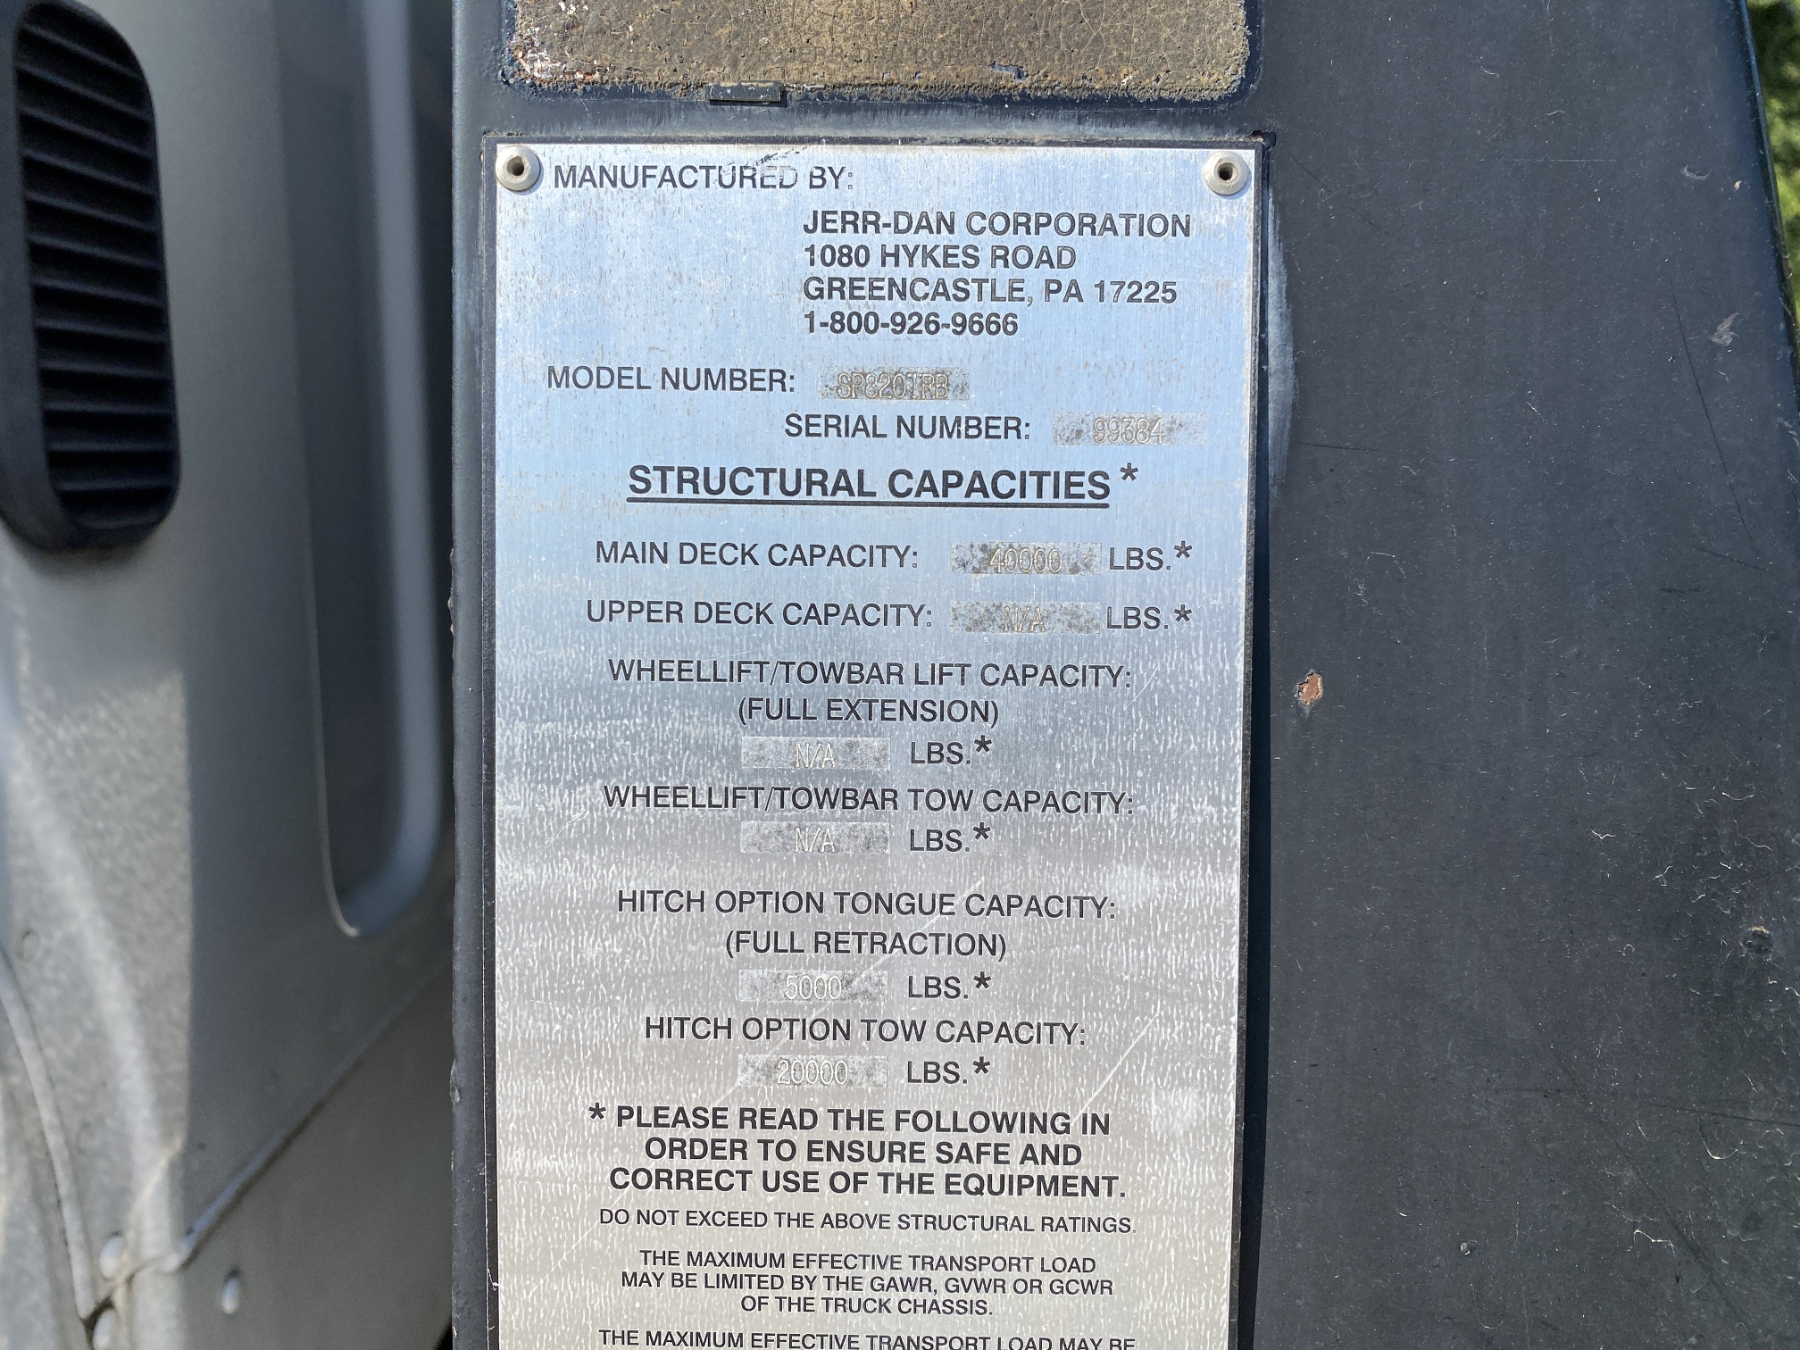 MANUFACTURED BY:
JERR-DAN CORPORATION
1080 HYKES ROAD
GREENCASTLE, PA 17225
1-800-926-9666
MODEL NUMBER:
SERIAL NUMBER: 99384
STRUCTURAL CAPACITIES*
MAIN DECK CAPACITY: 40000 LBS.*
UPPER DECK CAPACITY: N/A LBS.*
WHEELLIFT/TOWBAR LIFT CAPACITY:
(FULL EXTENSION)
N/A LBS.*
WHEELLIFT/TOWBAR TOW CAPACITY:
N/A LBS.*
HITCH OPTION TONGUE CAPACITY:
(FULL RETRACTION)
5000 LBS.*
HITCH OPTION TOW CAPACITY:
20000 LBS.*
* PLEASE READ THE FOLLOWING IN
ORDER TO ENSURE SAFE AND
CORRECT USE OF THE EQUIPMENT.
DO NOT EXCEED THE ABOVE STRUCTURAL RATINGS.
THE MAXIMUM EFFECTIVE TRANSPORT LOAD
MAY BE LIMITED BY THE GAWR, GVWR OR GCWR
OF THE TRUCK CHASSIS.
THE MAXIMUM EFFECTIVE TRANSPORT LOAD MAY BE